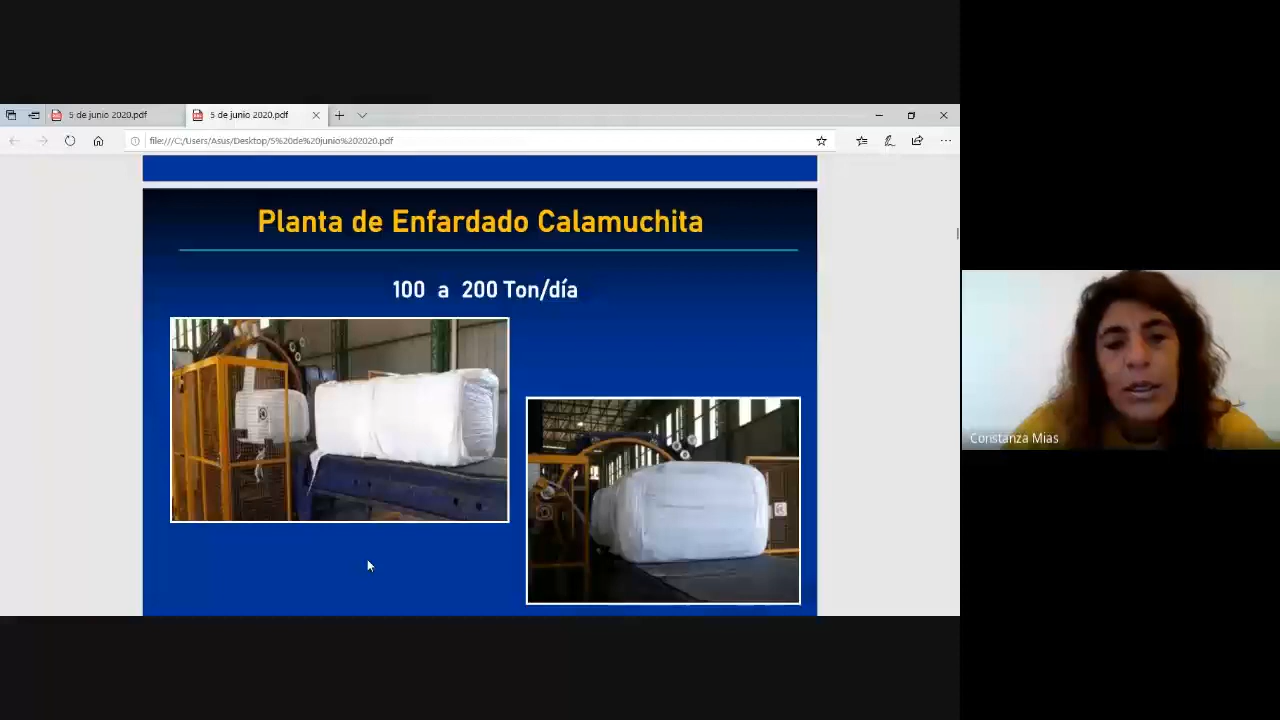 5 de junio 2020.pdf
5 de junio 2020.pdf
file:///C:/Users/Asus/Desktop/5%20de%20junio%202020.pdf
Planta de Enfardado Calamuchita
100 a 200 Ton/día
Constanza Mias